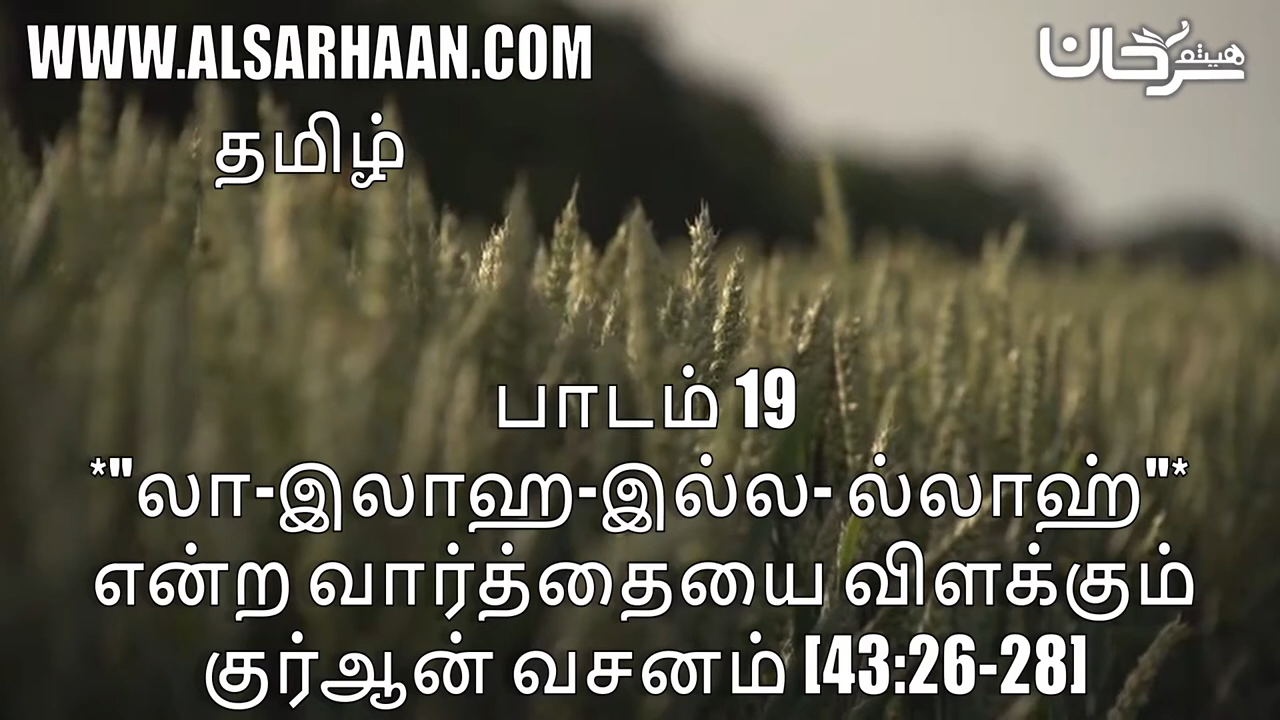 WWW.ALSARHAAN.COM
هيثم
سرحان
தமிழ்
பாடம் 19
*"லா-இலாஹ-இல்ல- ல்லாஹ்"*
என்ற வார்த்தையை விளக்கும்
குர்ஆன் வசனம் [43:26-28]